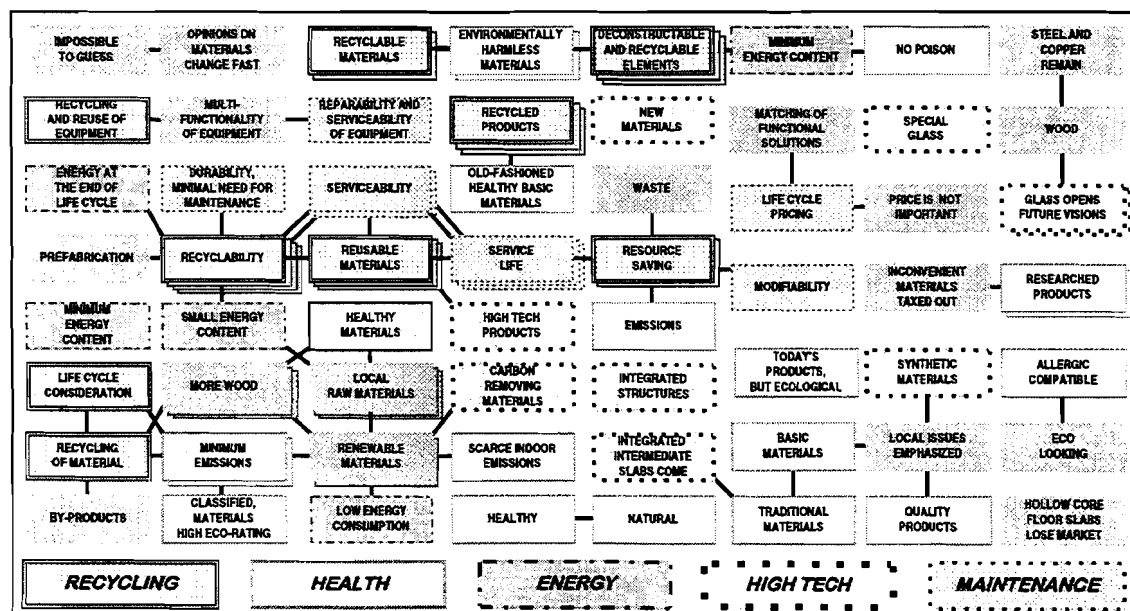 IMPOSSIBLE
TO GUESS
OPINIONS ON
MATERIALS
CHANGE FAST
RECYCLABLE
MATERIALS
ENVIRONMENTALLY
HARMLESS
MATERIALS
DECONSTRUCTABLE
AND RECYCLABLE
ELEMENTS
MINIMUM
ENERGY CONTENT
NO POISON
STEEL AND
COPPER
REMAIN
RECYCLING
AND REUSE OF
EQUIPMENT
MULTI-
FUNCTIONALITY
OF EQUIPMENT
REPARABILITY AND
SERVICEABILITY
OF EQUIPMENT
RECYCLED
PRODUCTS
NEW
MATERIALS
MATCHING OF
FUNCTIONAL
SOLUTIONS
SPECIAL
GLASS
WOOD
ENERGY AT
THE END OF
LIFE CYCLE
DURABILITY,
MINIMAL NEED FOR
MAINTENANCE
SERVICEABILITY
OLD-FASHIONED
HEALTHY BASIC
MATERIALS
WASTE
LIFE CYCLE
PRICING
PRICE IS NOT
IMPORTANT
GLASS OPENS
FUTURE VISIONS
PREFABRICATION
RECYCLABILITY
REUSABLE
MATERIALS
SERVICE
LIFE
RESOURCE
SAVING
MODIFIABILITY
INCONVENIENT
MATERIALS
TAXED OUT
RESEARCHED
PRODUCTS
MINIMUM
ENERGY
CONTENT
SMALL ENERGY
CONTENT
HEALTHY
MATERIALS
HIGH TECH
PRODUCTS
EMISSIONS
LIFE CYCLE
CONSIDERATION
MORE WOOD
LOCAL
RAW MATERIALS
CARBON
REMOVING
MATERIALS
INTEGRATED
STRUCTURES
TODAY'S
PRODUCTS,
BUT ECOLOGICAL
SYNTHETIC
MATERIALS
ALLERGIC
COMPATIBLE
RECYCLING
OF MATERIAL
MINIMUM
EMISSIONS
RENEWABLE
MATERIALS
SCARCE INDOOR
EMISSIONS
INTEGRATED
INTERMEDIATE
SLABS COME
BASIC
MATERIALS
LOCAL ISSUES
EMPHASIZED
ECO
LOOKING
BY-PRODUCTS
CLASSIFIED,
MATERIALS
HIGH ECO-RATING
LOW ENERGY
CONSUMPTION
HEALTHY
NATURAL
TRADITIONAL
MATERIALS
QUALITY
PRODUCTS
HOLLOW CORE
FLOOR SLABS
LOSE MARKET
RECYCLING
HEALTH
ENERGY
HIGH TECH
MAINTENANCE